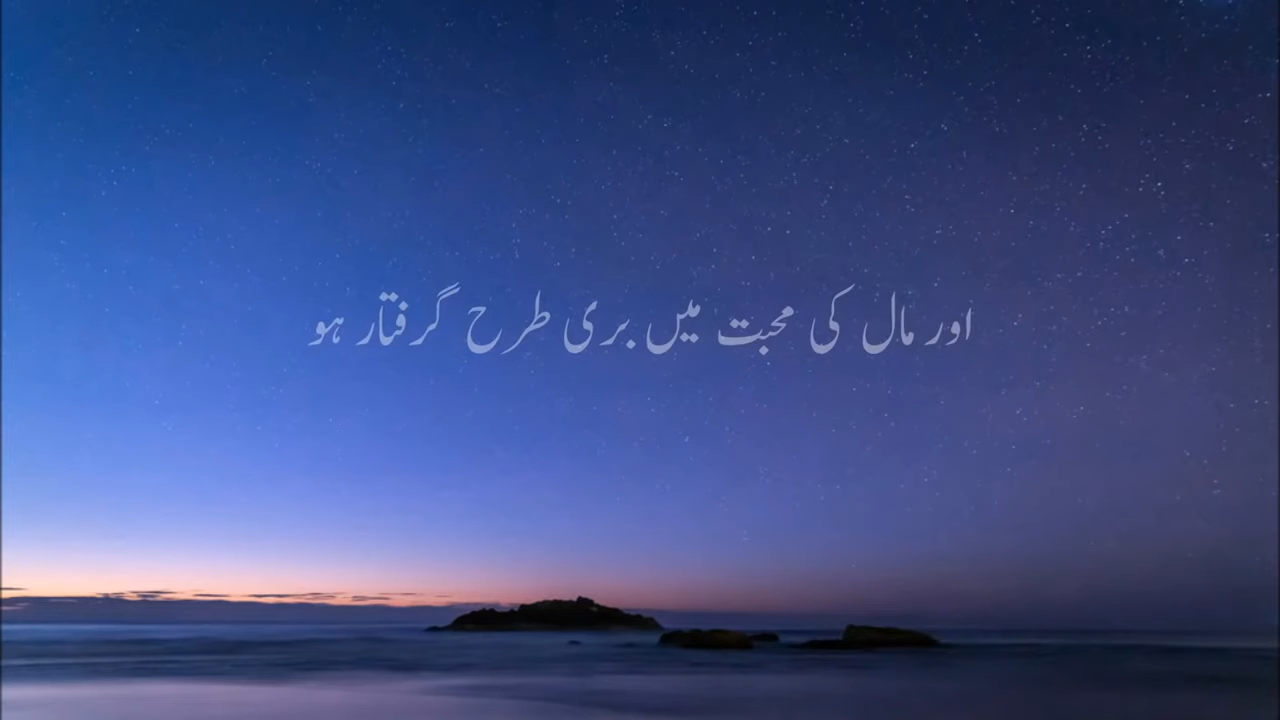 اور مال کی محبت میں بری طرح گرفتار ہو